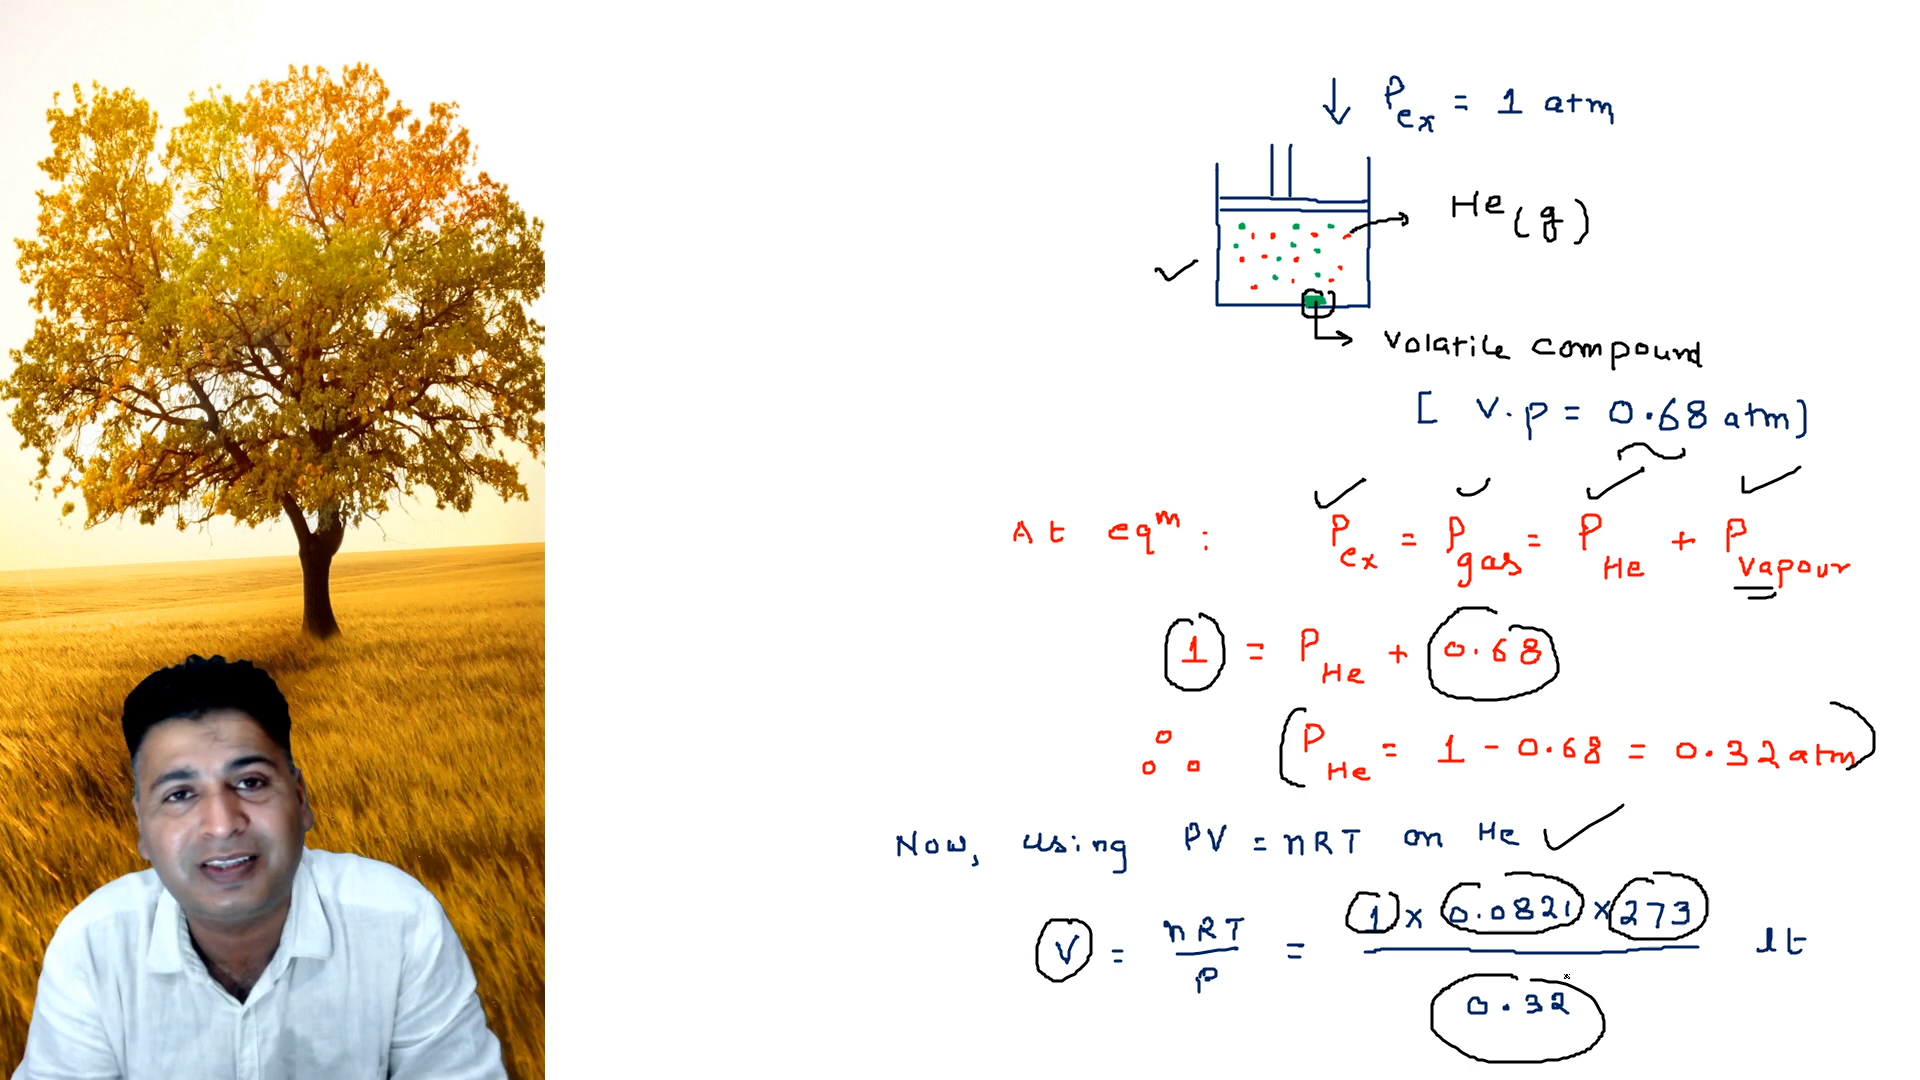 ↓ Pex = 1 atm
He(g)
volatile compound
[ V.p = 0.68 atm]
At eqm: Pex = Pgas = PHe + Pvapour
1 = PHe + 0.68
∴ (PHe = 1 - 0.68 = 0.32 atm)
Now, using PV = nRT on He
V = nRT/P = 1 x 0.0821 x 273 / 0.32 lt